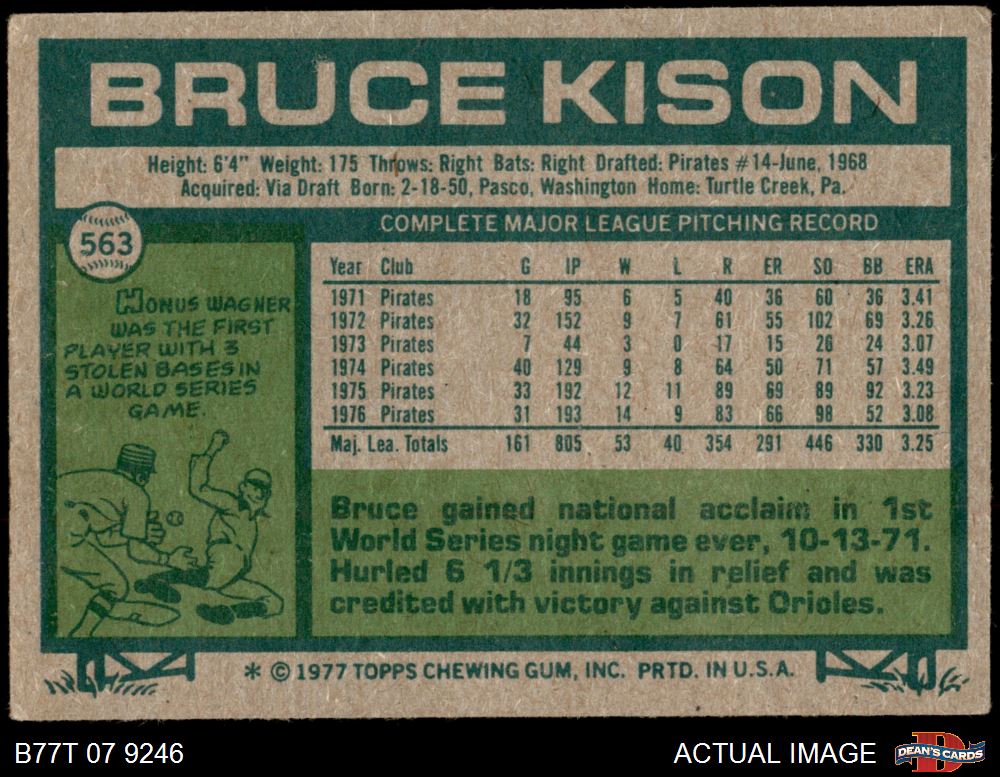 BRUCE KISON
Height: 6'4" Weight: 175 Throws: Right Bats: Right Drafted: Pirates #14-June, 1968
Acquired: Via Draft Born: 2-18-50, Pasco, Washington Home: Turtle Creek, Pa.
563
HONUS WAGNER
WAS THE FIRST
PLAYER WITH 3
STOLEN BASES IN
A WORLD SERIES
GAME.
COMPLETE MAJOR LEAGUE PITCHING RECORD
Year Club G IP W L R ER SO BB ERA
1971 Pirates 18 95 6 5 40 36 60 36 3.41
1972 Pirates 32 152 9 7 61 55 102 69 3.26
1973 Pirates 7 44 3 0 17 15 26 24 3.07
1974 Pirates 40 129 9 8 64 50 71 57 3.49
1975 Pirates 33 192 12 11 89 69 89 92 3.23
1976 Pirates 31 193 14 9 83 66 98 52 3.08
Maj. Lea. Totals 161 805 53 40 354 291 446 330 3.25
Bruce gained national acclaim in 1st
World Series night game ever, 10-13-71.
Hurled 6 1/3 innings in relief and was
credited with victory against Orioles.
* © 1977 TOPPS CHEWING GUM, INC. PRTD. IN U.S.A.
B77T 07 9246
ACTUAL IMAGE
D
DEAN'S CARDS